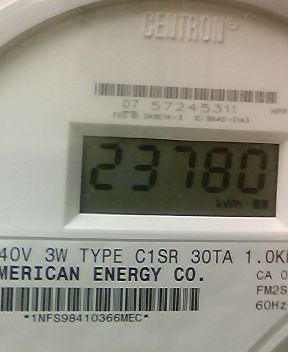 CENTRON
07 57245311
23780
kWh
40V 3W TYPE C1SR 30TA 1.0K
MERICAN ENERGY CO.
CA 0
FM2S
60Hz
*1NFS98410366MEC*